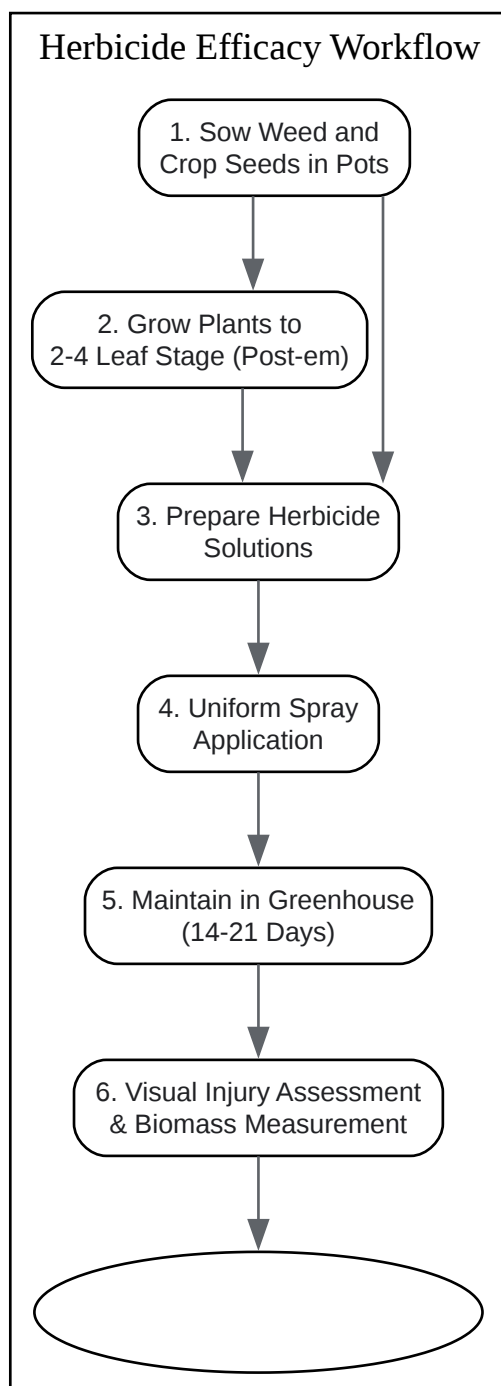 Herbicide Efficacy Workflow
1. Sow Weed and
Crop Seeds in Pots
2. Grow Plants to
2-4 Leaf Stage (Post-em)
3. Prepare Herbicide
Solutions
4. Uniform Spray
Application
5. Maintain in Greenhouse
(14-21 Days)
6. Visual Injury Assessment
& Biomass Measurement